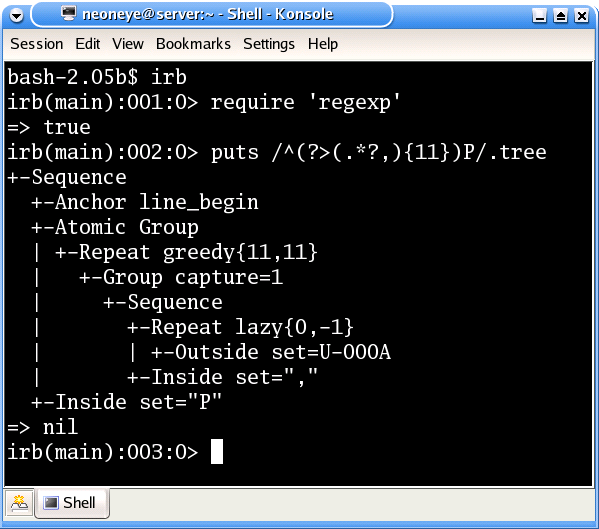 neoneye@server:~ - Shell - Konsole
Session Edit View Bookmarks Settings Help
bash-2.05b$ irb
irb(main):001:0> require 'regexp'
=> true
irb(main):002:0> puts /^(?>(.*?,){11})P/.tree
+-Sequence
  +-Anchor line_begin
  +-Atomic Group
  | +-Repeat greedy{11,11}
  |   +-Group capture=1
  |     +-Sequence
  |       +-Repeat lazy{0,-1}
  |       | +-Outside set=U-000A
  |       +-Inside set=","
  +-Inside set="P"
=> nil
irb(main):003:0>
Shell